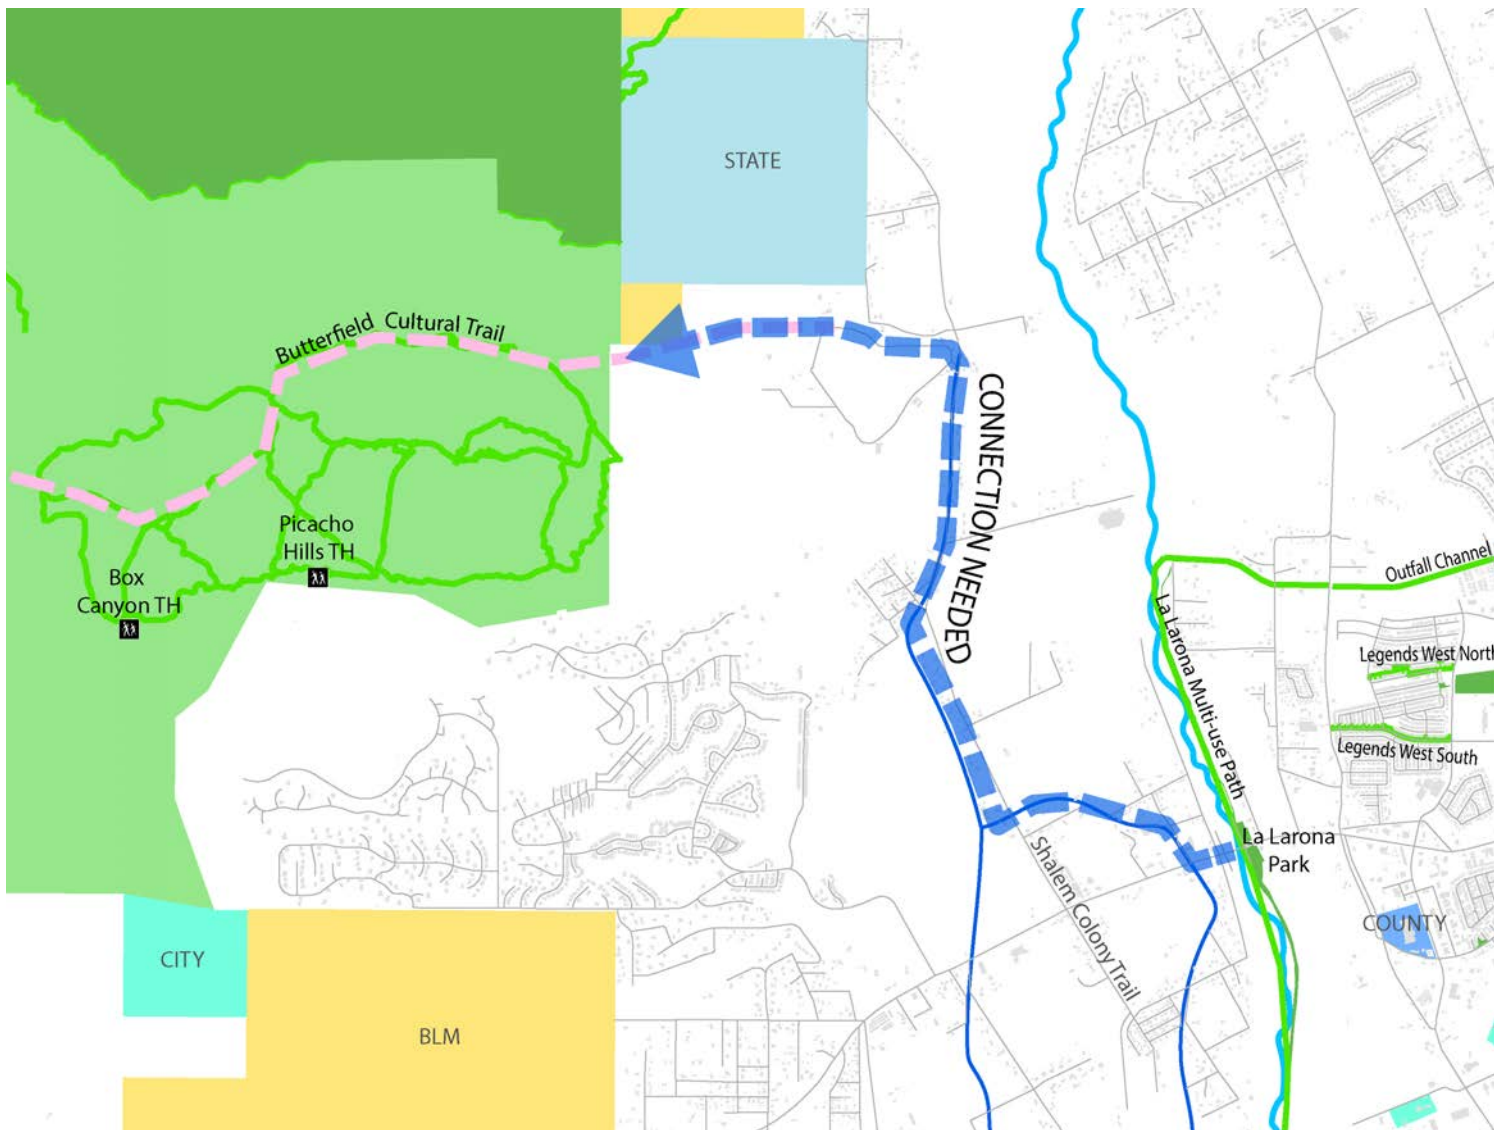 STATE
Butterfield Cultural Trail
CONNECTION NEEDED
Picacho
Hills TH
Box
Canyon TH
Outfall Channel
La Larona Multi-use Path
Legends West North
Legends West South
La Larona
Park
Shalem Colony Trail
COUNTY
CITY
BLM